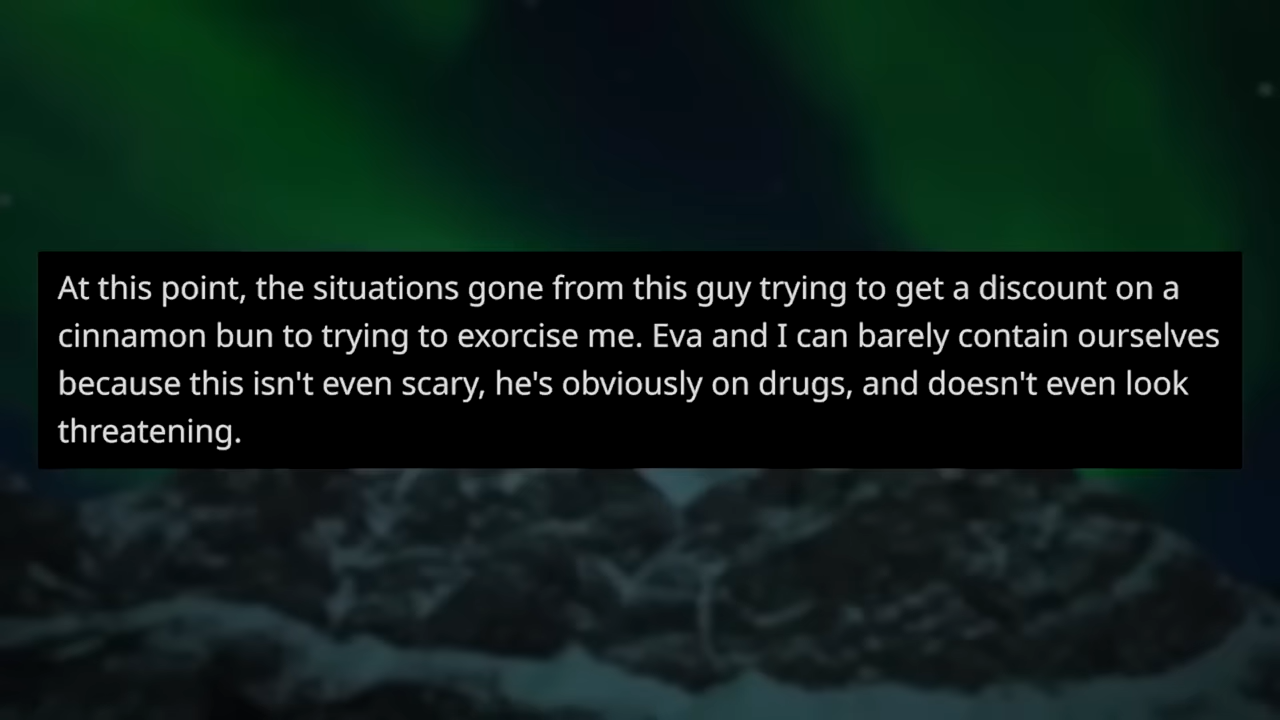 At this point, the situations gone from this guy trying to get a discount on a
cinnamon bun to trying to exorcise me. Eva and I can barely contain ourselves
because this isn't even scary, he's obviously on drugs, and doesn't even look
threatening.